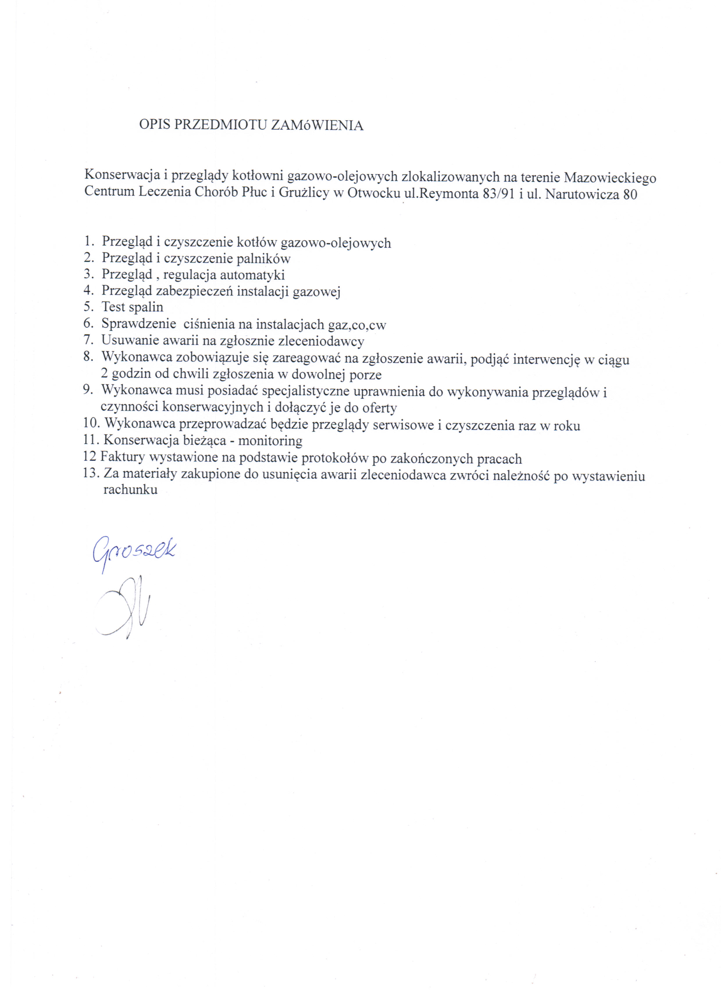 OPIS PRZEDMIOTU ZAMóWIENIA
Konserwacja i przeglądy kotłowni gazowo-olejowych zlokalizowanych na terenie Mazowieckiego
Centrum Leczenia Chorób Płuc i Grużlicy w Otwocku ul.Reymonta 83/91 i ul. Narutowicza 80
1. Przegląd i czyszczenie kotłów gazowo-olejowych
2. Przegląd i czyszczenie palników
3. Przegląd , regulacja automatyki
4. Przegląd zabezpieczeń instalacji gazowej
5. Test spalin
6. Sprawdzenie ciśnienia na instalacjach gaz,co,cw
7. Usuwanie awarii na zgłosznie zleceniodawcy
8. Wykonawca zobowiązuje się zareagować na zgłoszenie awarii, podjąć interwencję w ciągu
2 godzin od chwili zgłoszenia w dowolnej porze
9. Wykonawca musi posiadać specjalistyczne uprawnienia do wykonywania przeglądów i
czynności konserwacyjnych i dołączyć je do oferty
10. Wykonawca przeprowadzać będzie przeglądy serwisowe i czyszczenia raz w roku
11. Konserwacja bieżąca - monitoring
12 Faktury wystawione na podstawie protokołów po zakończonych pracach
13. Za materiały zakupione do usunięcia awarii zleceniodawca zwróci należność po wystawieniu
rachunku
Groszek